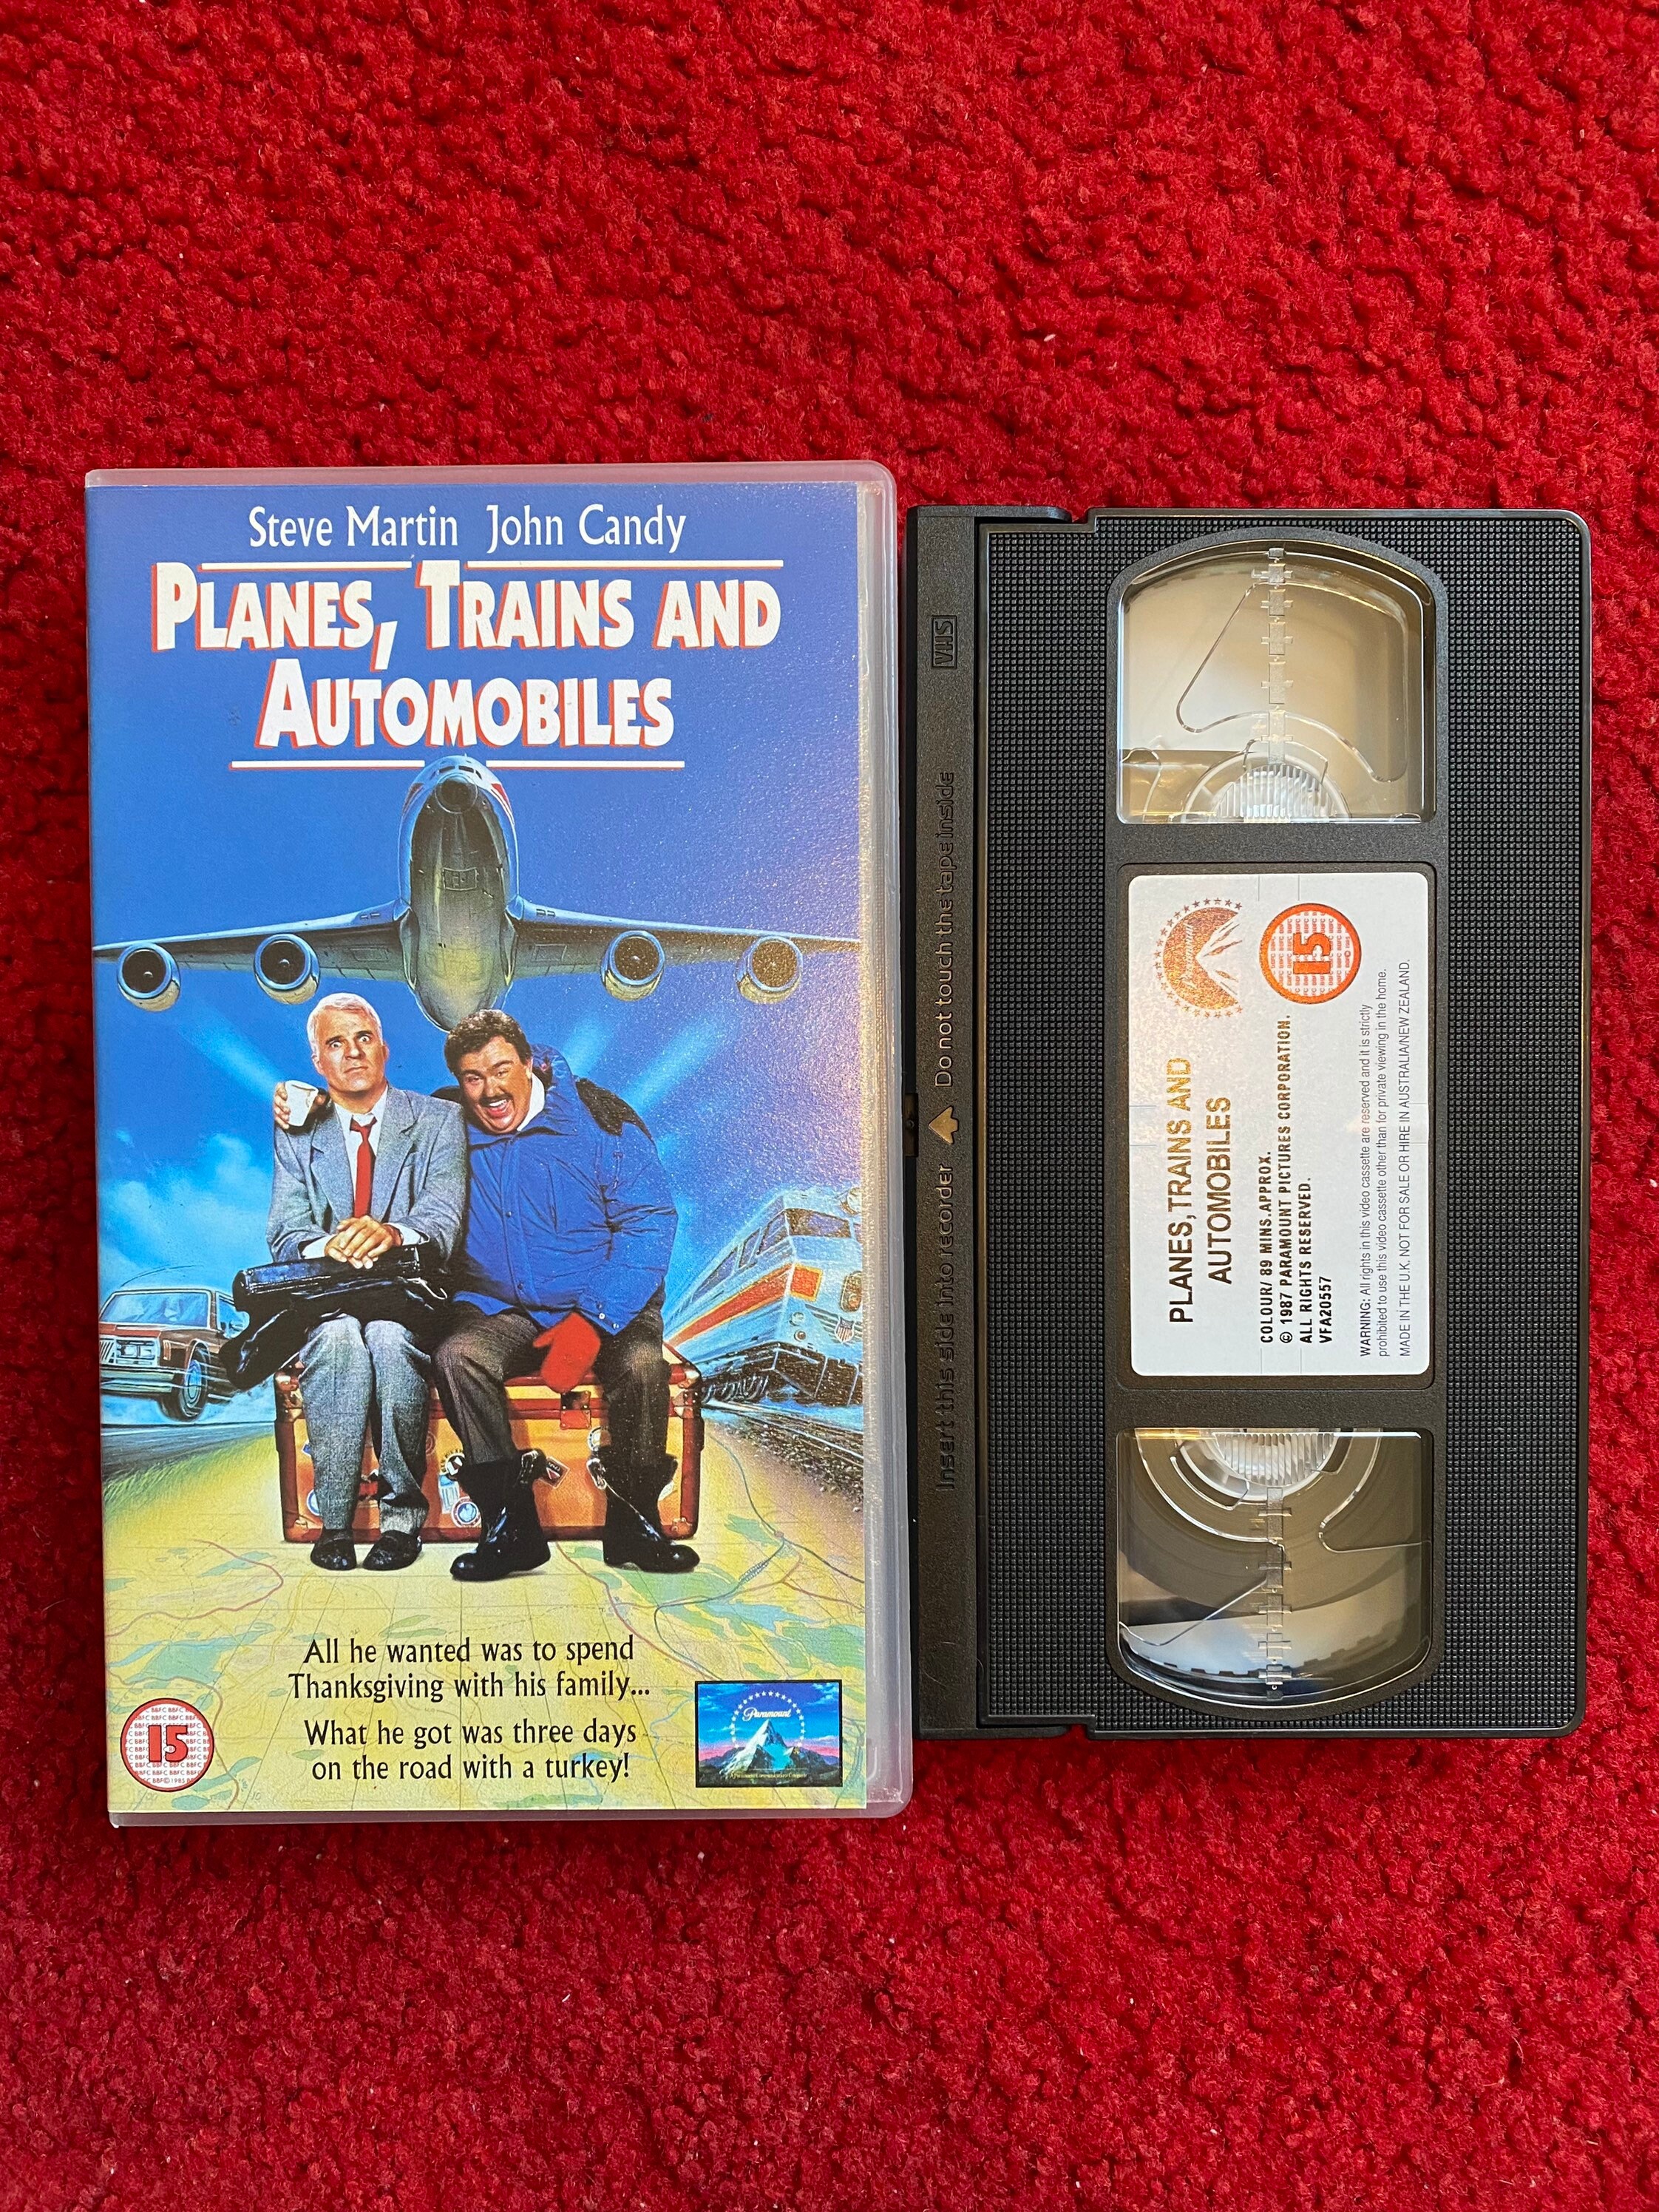 Steve Martin John Candy
PLANES, TRAINS AND
AUTOMOBILES
All he wanted was to spend
Thanksgiving with his family...
What he got was three days
on the road with a turkey!
15
Paramount
VHS
Insert this side into recorder Do not touch the tape inside
Paramount
15
PLANES, TRAINS AND
AUTOMOBILES
COLOUR/ 89 MINS.APPROX.
© 1987 PARAMOUNT PICTURES CORPORATION.
ALL RIGHTS RESERVED.
VFA20557
WARNING: All rights in this video cassette are reserved and it is strictly
prohibited to use this video cassette other than for private viewing in the home.
MADE IN THE U.K. NOT FOR SALE OR HIRE IN AUSTRALIA/NEW ZEALAND.